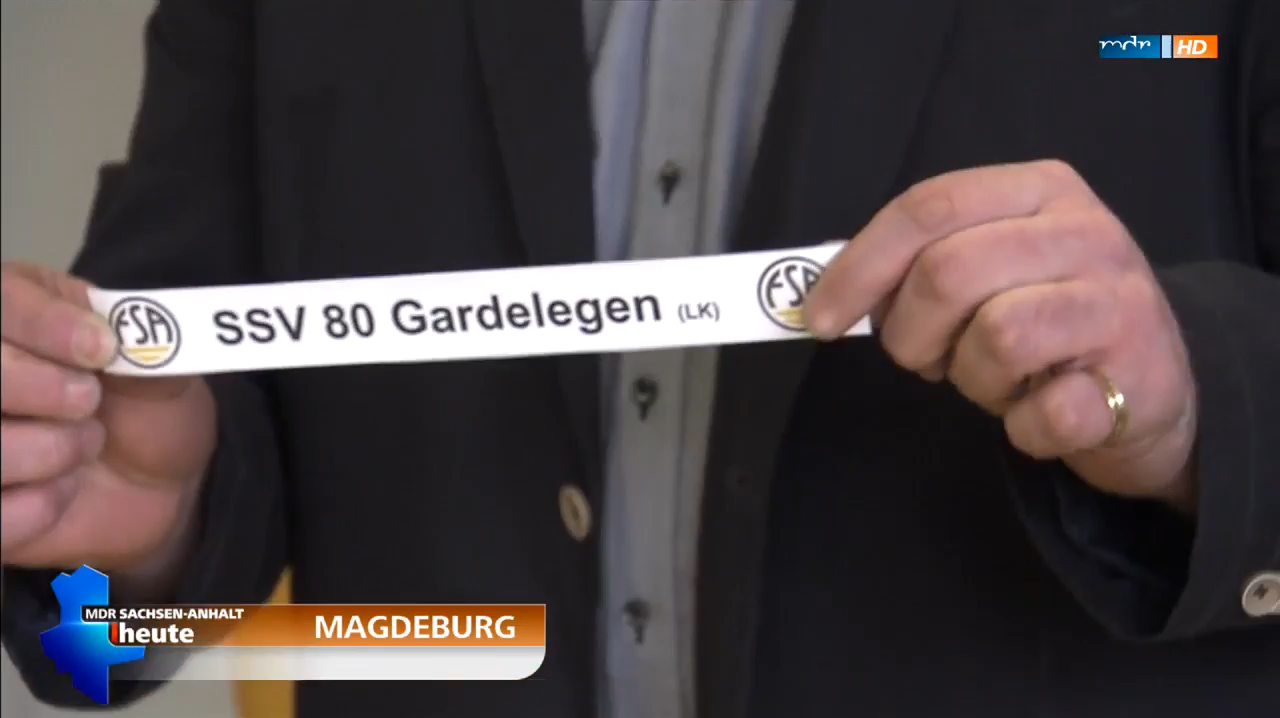 mdr HD
FSA SSV 80 Gardelegen (LK) FSA
MDR SACHSEN-ANHALT
heute
MAGDEBURG